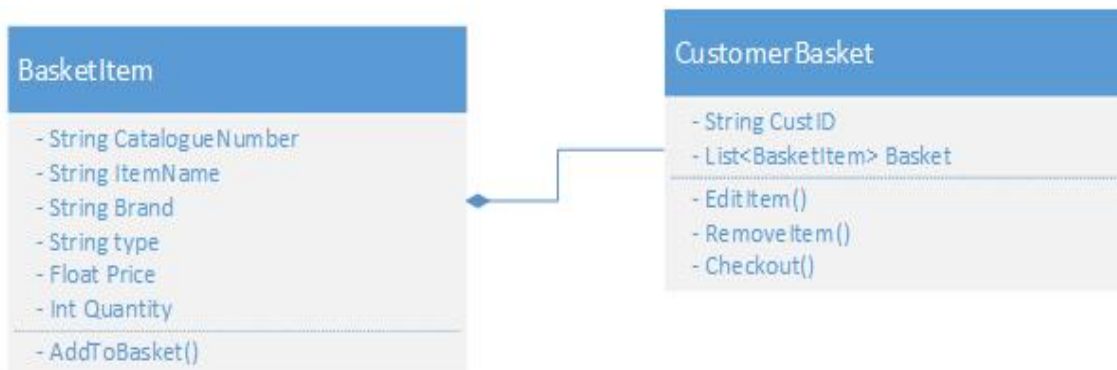 BasketItem
- String CatalogueNumber
- String ItemName
- String Brand
- String type
- Float Price
- Int Quantity
- AddToBasket()
CustomerBasket
- String CustID
- List<BasketItem> Basket
- EditItem()
- RemoveItem()
- Checkout()